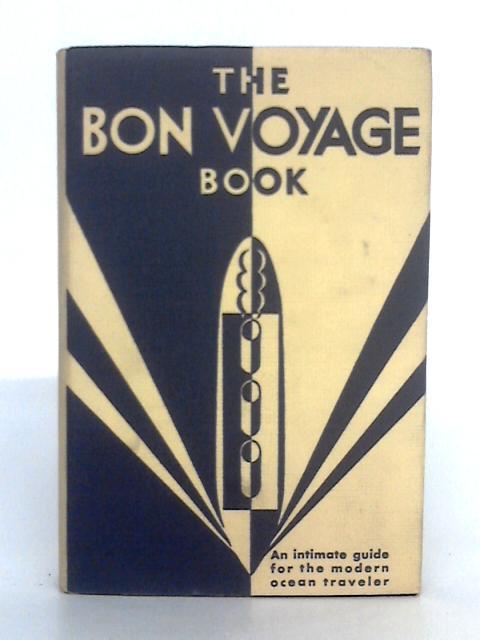 THE
BON VOYAGE
BOOK
An intimate guide
for the modern
ocean traveler